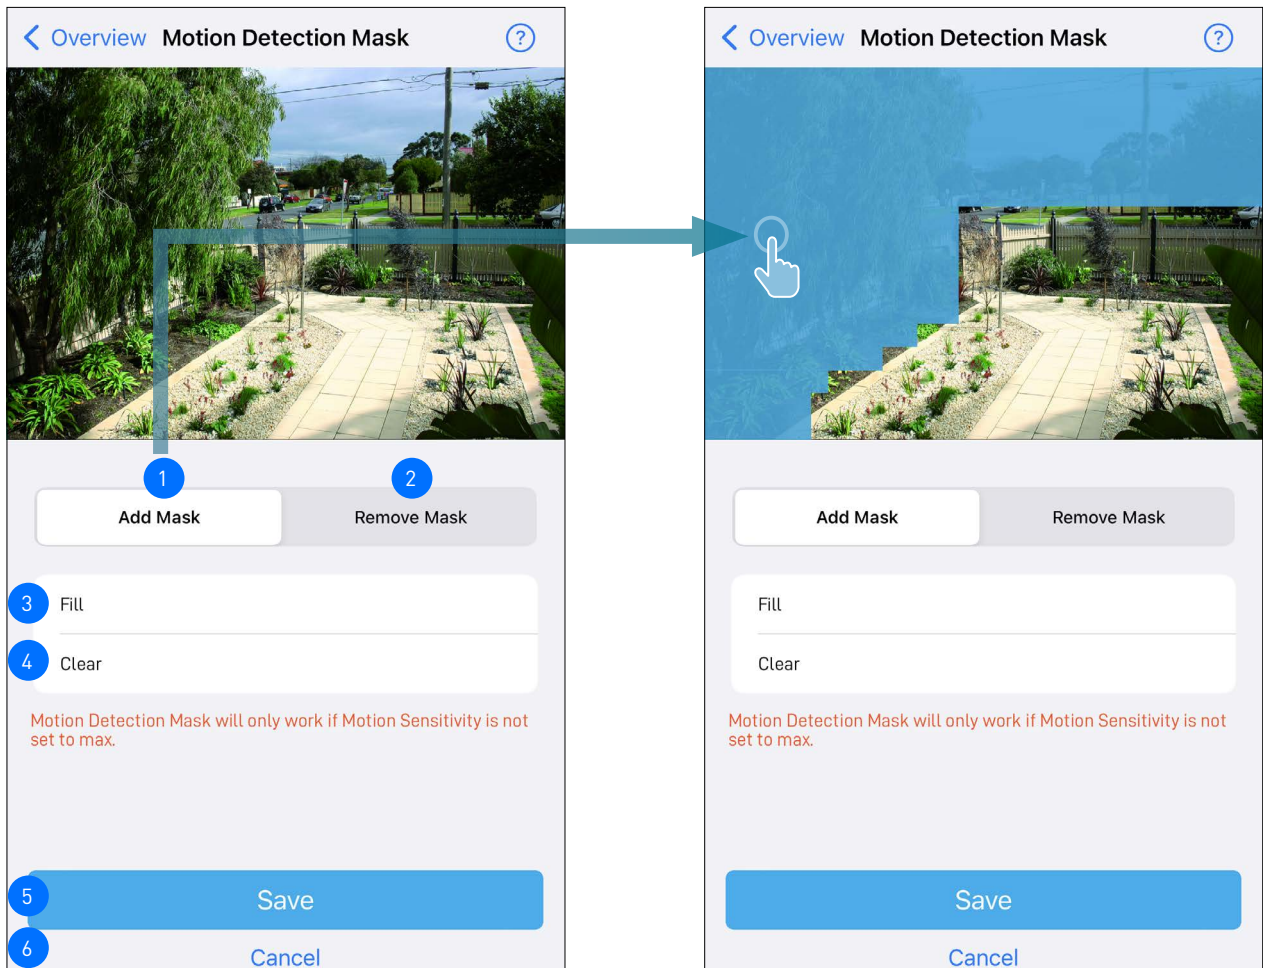 Overview Motion Detection Mask ?
1 2
Add Mask Remove Mask
3 Fill
4 Clear
Motion Detection Mask will only work if Motion Sensitivity is not
set to max.
5 Save
6 Cancel
Overview Motion Detection Mask ?
Add Mask Remove Mask
Fill
Clear
Motion Detection Mask will only work if Motion Sensitivity is not
set to max.
Save
Cancel